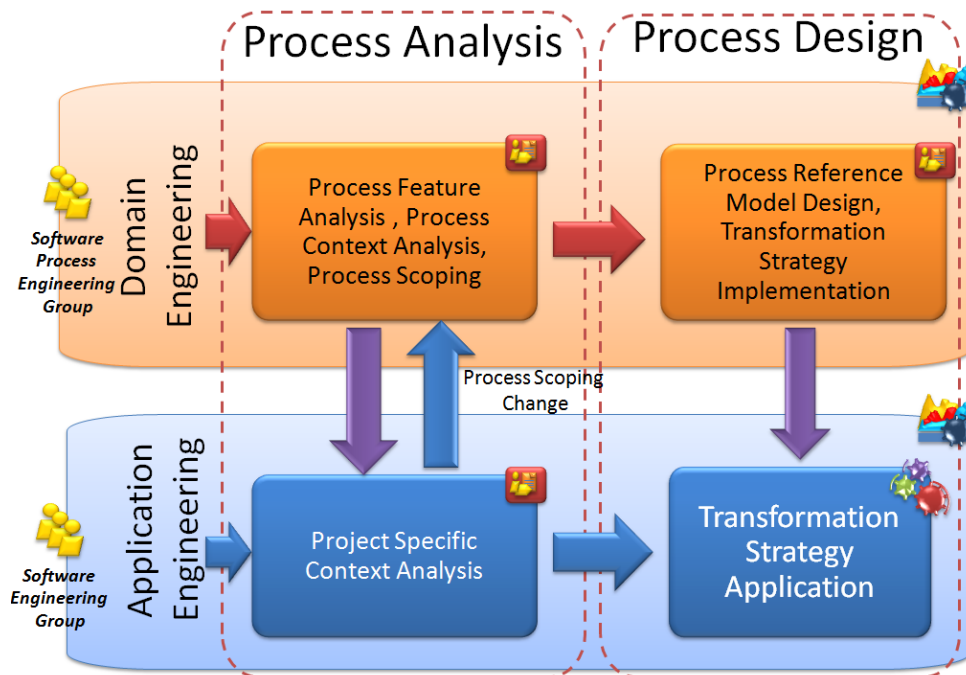 Process Analysis
Process Design
Software
Process
Engineering
Group
Domain
Engineering
Process Feature
Analysis , Process
Context Analysis,
Process Scoping
Process Reference
Model Design,
Transformation
Strategy
Implementation
Process Scoping
Change
Software
Engineering
Group
Application
Engineering
Project Specific
Context Analysis
Transformation
Strategy
Application